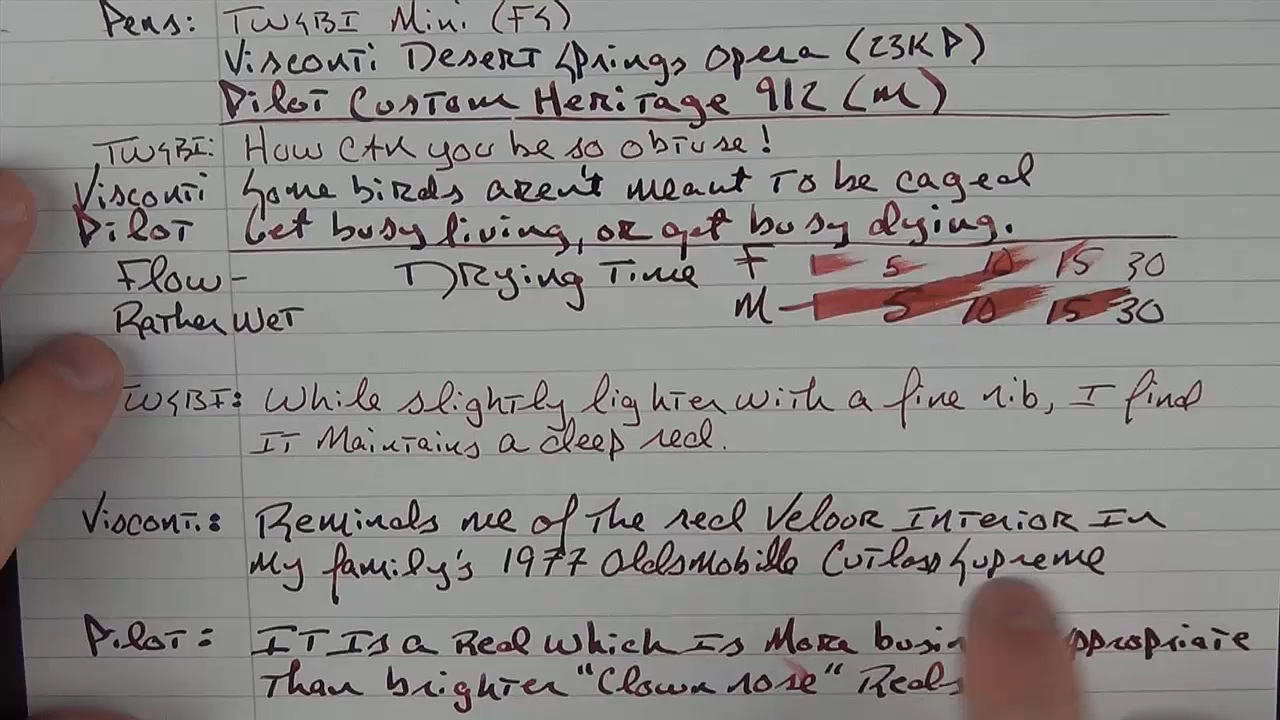 Pens: TWSBI Mini (F)
Visconti Desert Springs Opera (23KP)
Pilot Custom Heritage 912 (M)
TWSBI: How can you be so obtuse!
Visconti Some birds aren't meant to be caged
Pilot Get busy living, or get busy dying.
Flow- Drying Time F 1 5 10 15 30
Rather Wet M 5 10 15 30
TWSBI: While slightly lighter with a fine nib, I find
It Maintains a deep red.
Visconti: Reminds me of the red Velour Interior In
My family's 1977 Oldsmobille Cutlass Supreme
Pilot: It Is a Red which Is More appropriate
Than brighter "Clown nose" Reds